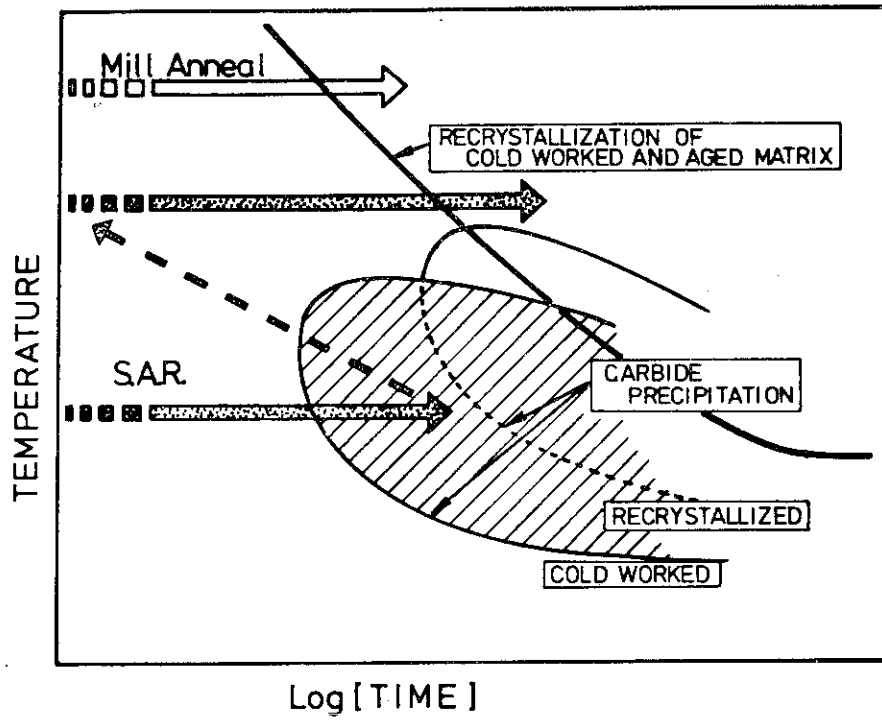 Mill Anneal
RECRYSTALLIZATION OF
COLD WORKED AND AGED MATRIX
S.A.R.
CARBIDE
PRECIPITATION
RECRYSTALLIZED
COLD WORKED
TEMPERATURE
Log [TIME]